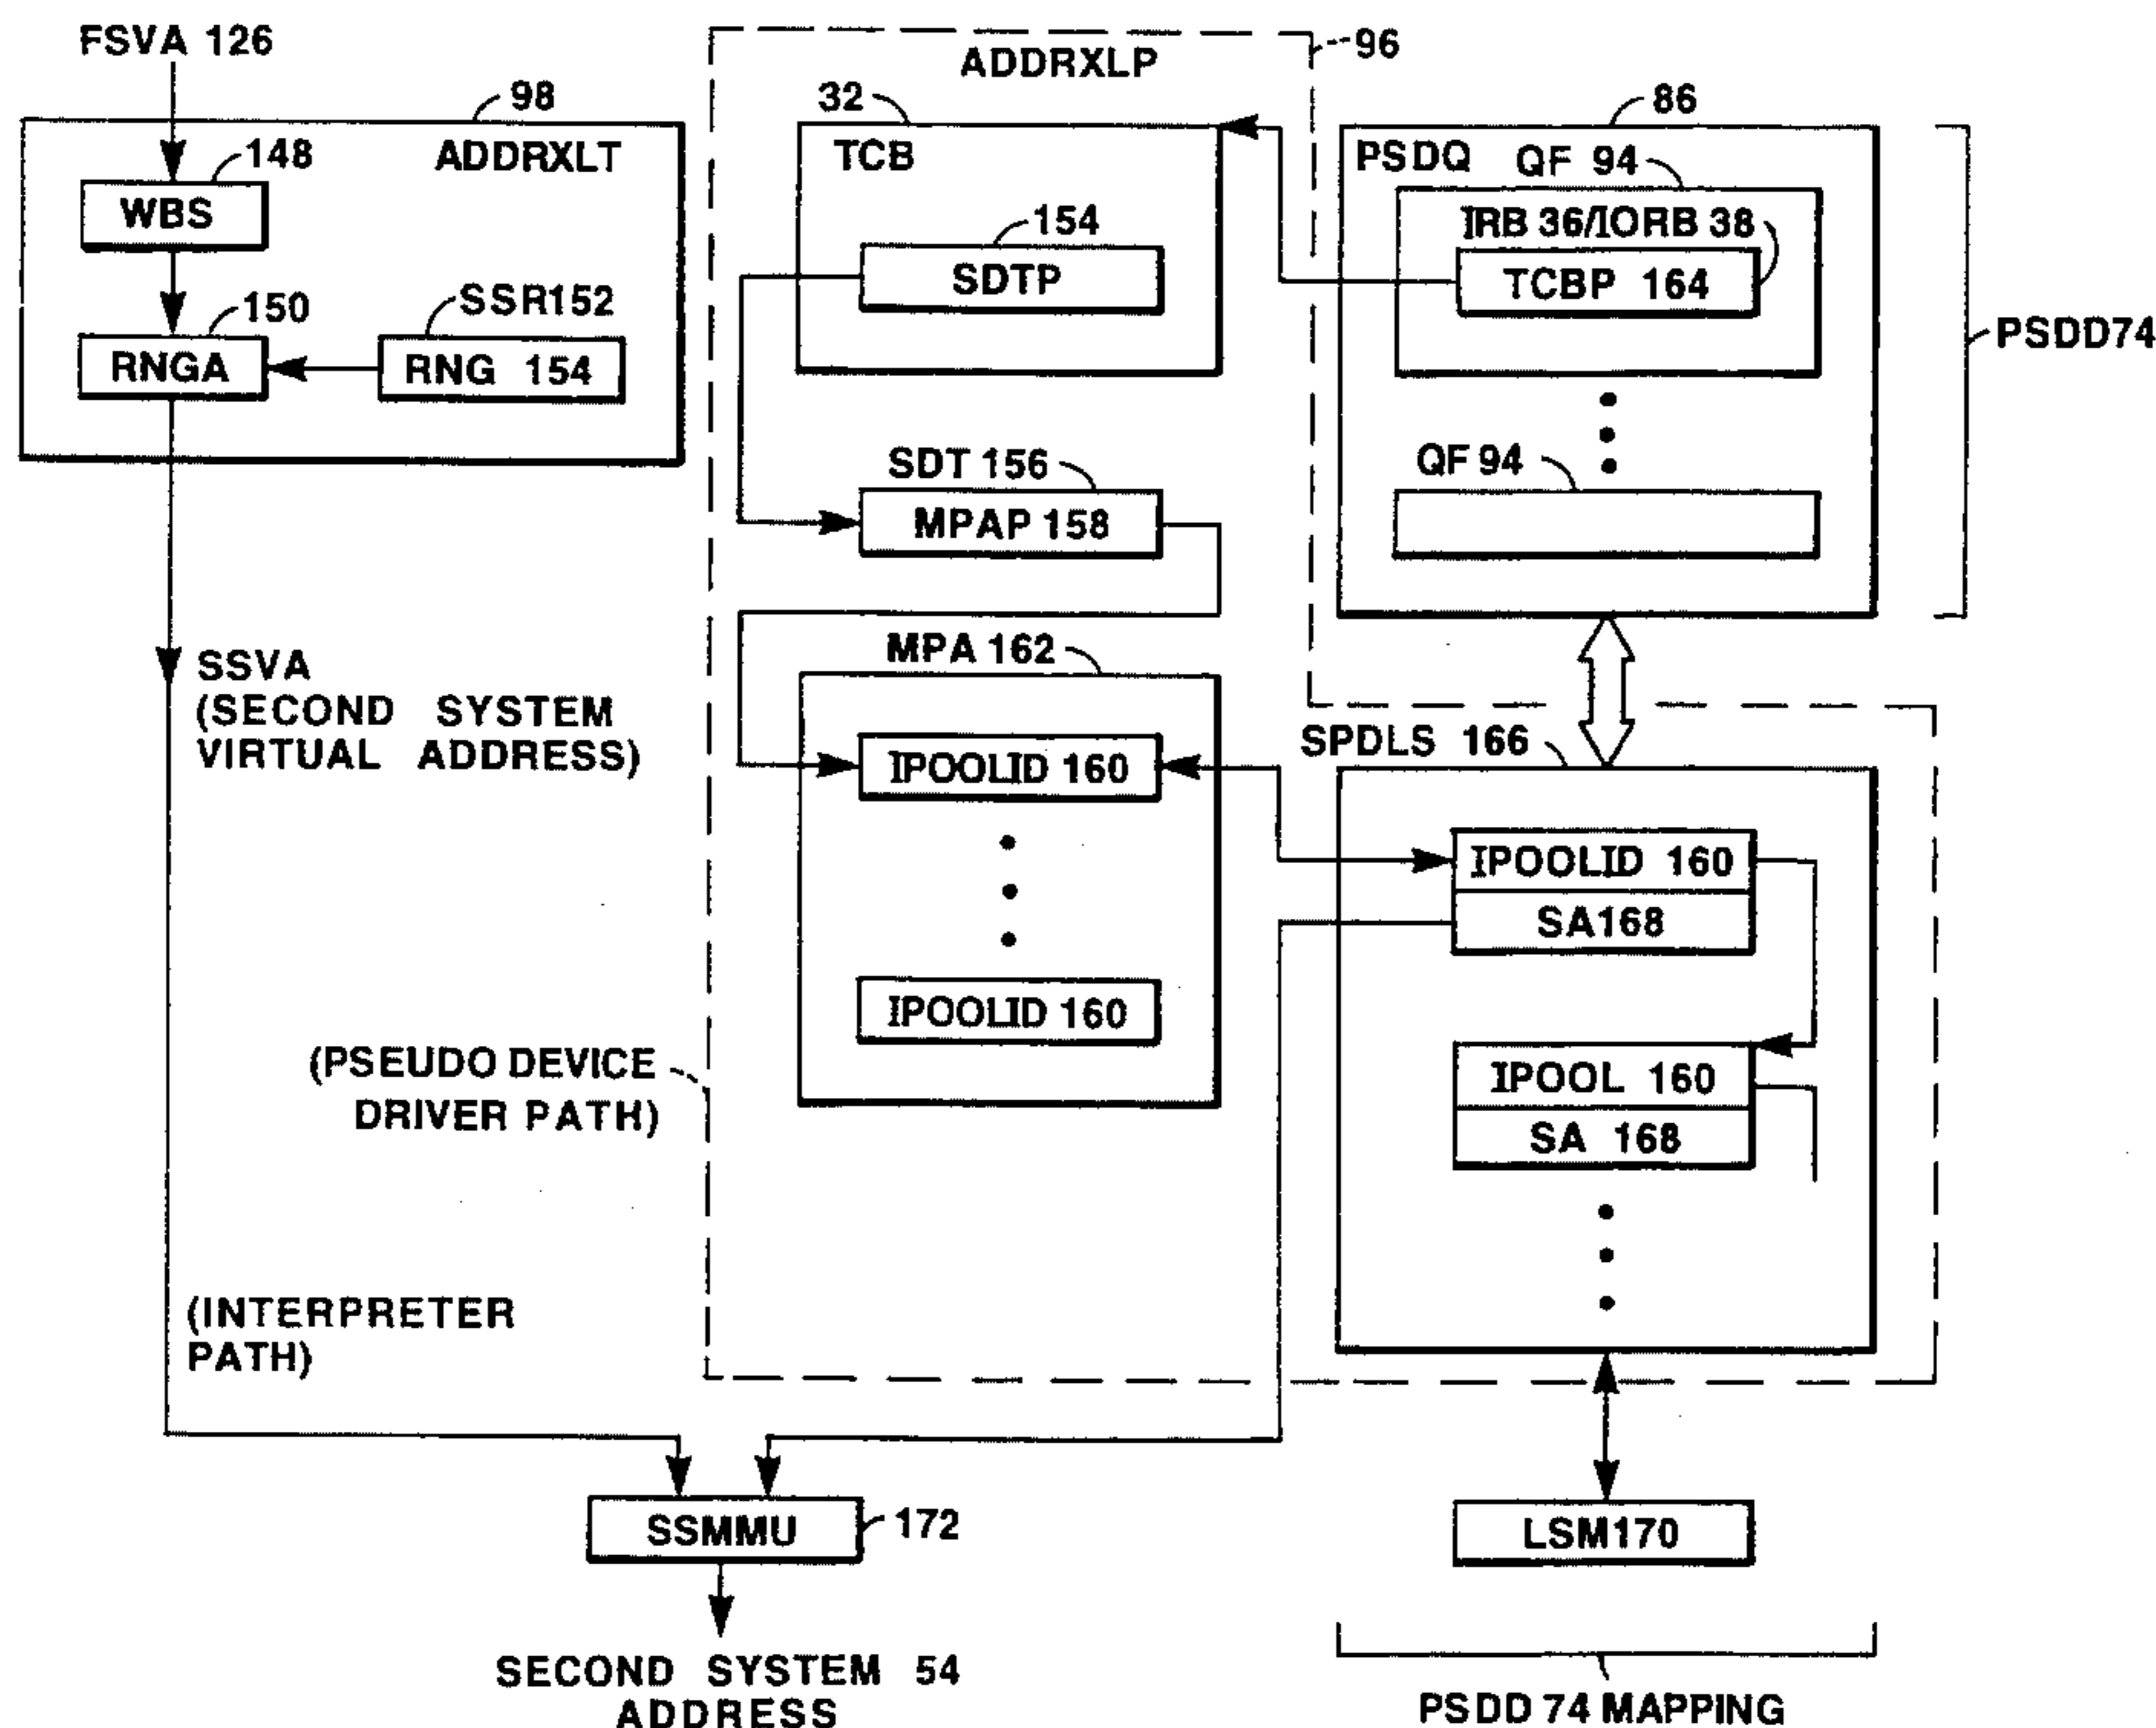 FSVA 126
98
ADDRXLT
148
WBS
150
RNGA
SSR152
RNG 154
SSVA
(SECOND SYSTEM
VIRTUAL ADDRESS)
(INTERPRETER
PATH)
ADDRXLP
96
32
TCB
154
SDTP
SDT 156
MPAP 158
MPA 162
IPOOLID 160
IPOOLID 160
(PSEUDO DEVICE
DRIVER PATH)
86
PSDQ QF 94
IRB 36/IORB 38
TCBP 164
QF 94
PSDD74
SPDLS 166
IPOOLID 160
SA168
IPOOL 160
SA 168
SSMMU
172
SECOND SYSTEM 54
ADDRESS
LSM170
PSDD 74 MAPPING